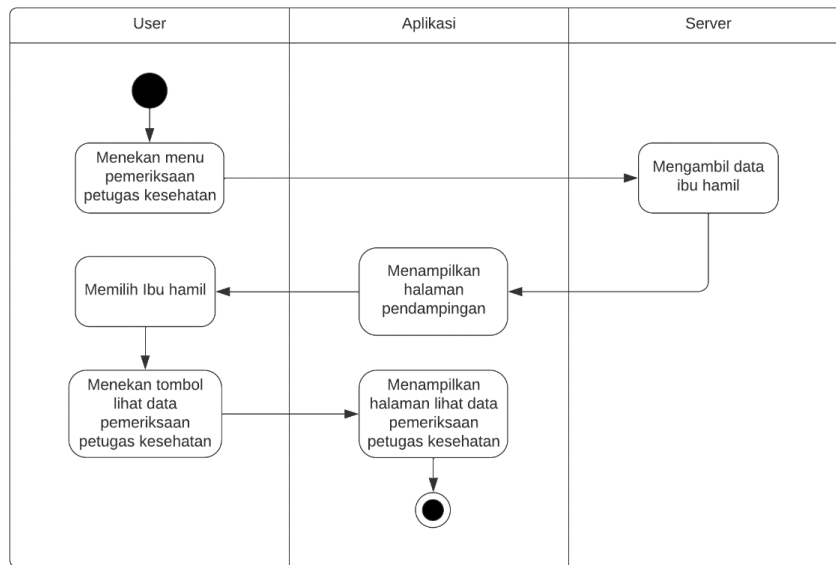 User
Aplikasi
Server
Menekan menu
pemeriksaan
petugas kesehatan
Mengambil data
ibu hamil
Menampilkan
halaman
pendampingan
Memilih Ibu hamil
Menekan tombol
lihat data
pemeriksaan
petugas kesehatan
Menampilkan
halaman lihat data
pemeriksaan
petugas kesehatan